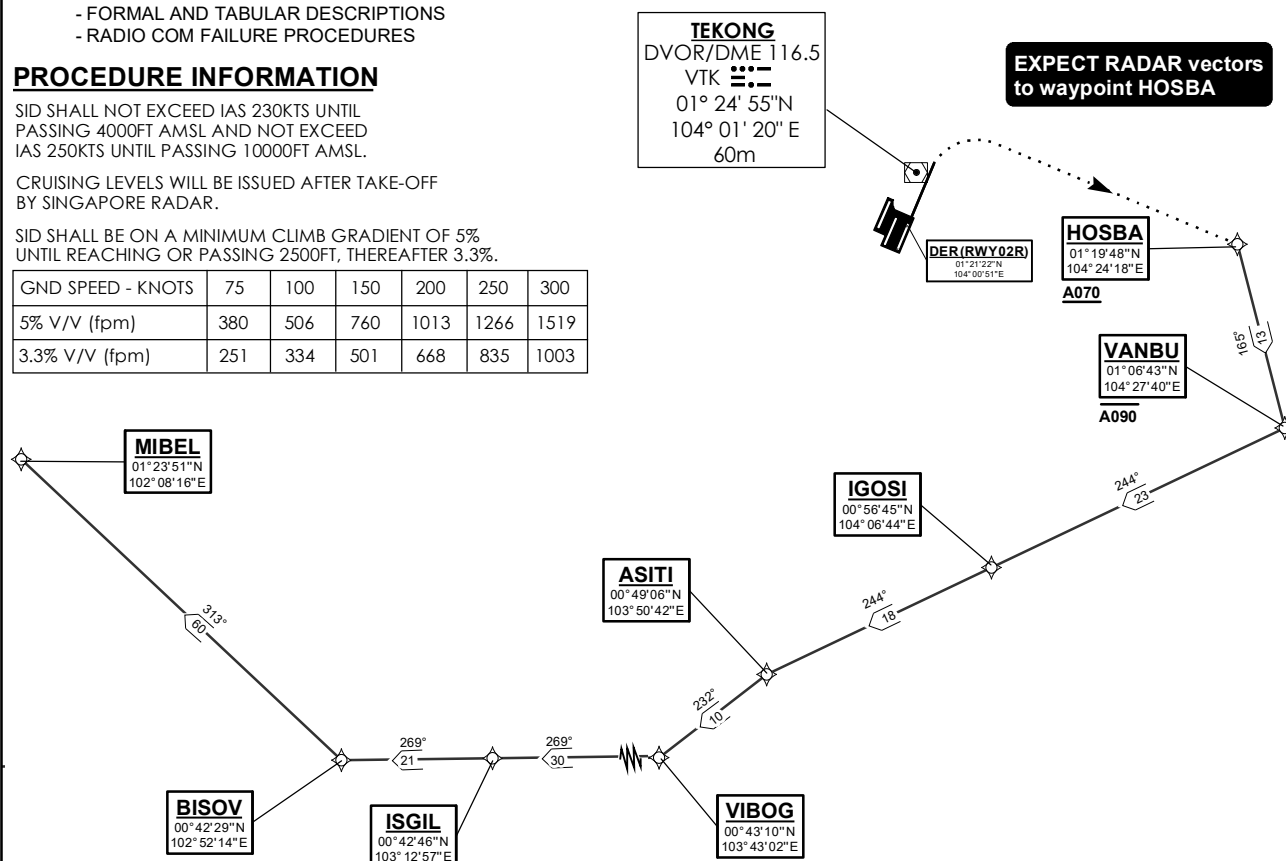 - FORMAL AND TABULAR DESCRIPTIONS
- RADIO COM FAILURE PROCEDURES
PROCEDURE INFORMATION
SID SHALL NOT EXCEED IAS 230KTS UNTIL
PASSING 4000FT AMSL AND NOT EXCEED
IAS 250KTS UNTIL PASSING 10000FT AMSL.
CRUISING LEVELS WILL BE ISSUED AFTER TAKE-OFF
BY SINGAPORE RADAR.
SID SHALL BE ON A MINIMUM CLIMB GRADIENT OF 5%
UNTIL REACHING OR PASSING 2500FT, THEREAFTER 3.3%.
GND SPEED - KNOTS 75 100 150 200 250 300
5% V/V (fpm) 380 506 760 1013 1266 1519
3.3% V/V (fpm) 251 334 501 668 835 1003
TEKONG
DVOR/DME 116.5
VTK
01° 24' 55"N
104° 01' 20" E
60m
EXPECT RADAR vectors
to waypoint HOSBA
DER(RWY02R)
01°21'22"N
104°00'51"E
HOSBA
01°19'48"N
104°24'18"E
A070
165°
13
VANBU
01°06'43"N
104°27'40"E
A090
244°
23
IGOSI
00°56'45"N
104°06'44"E
244°
18
ASITI
00°49'06"N
103°50'42"E
232°
10
VIBOG
00°43'10"N
103°43'02"E
269°
30
ISGIL
00°42'46"N
103°12'57"E
269°
21
BISOV
00°42'29"N
102°52'14"E
313°
60
MIBEL
01°23'51"N
102°08'16"E